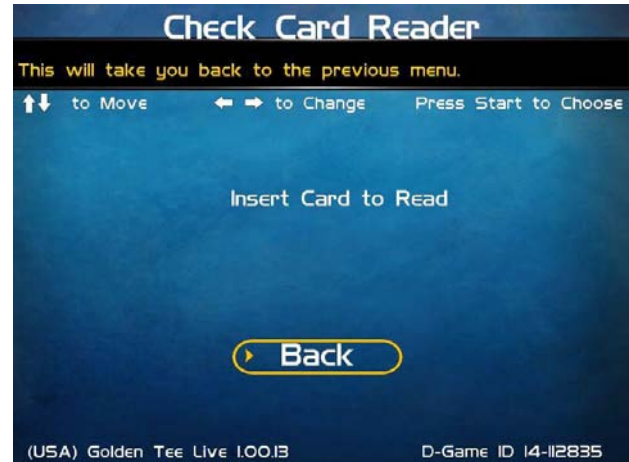 Check Card Reader
This will take you back to the previous menu.
to Move to Change Press Start to Choose
Insert Card to Read
Back
(USA) Golden Tee Live 1.00.13 D-Game ID 14-112835